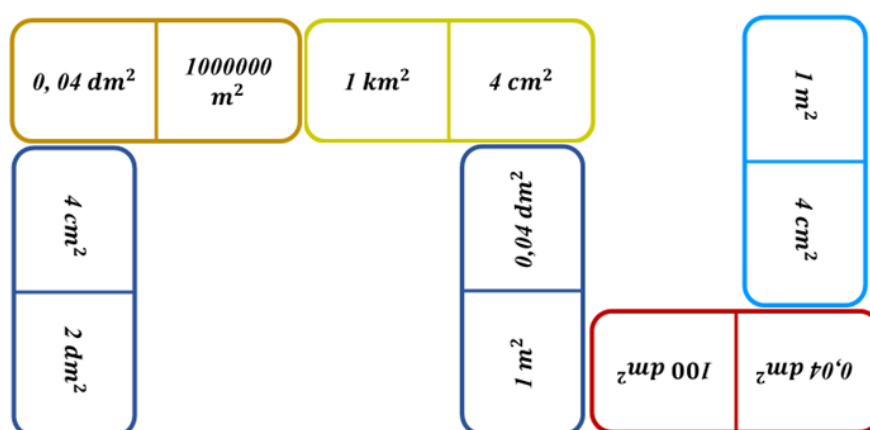 0, 04 dm²
1000000
m²
1 km²
4 cm²
1 m²
4 cm²
4 cm²
2 dm²
0,04 dm²
1 m²
100 dm²
0,04 dm²